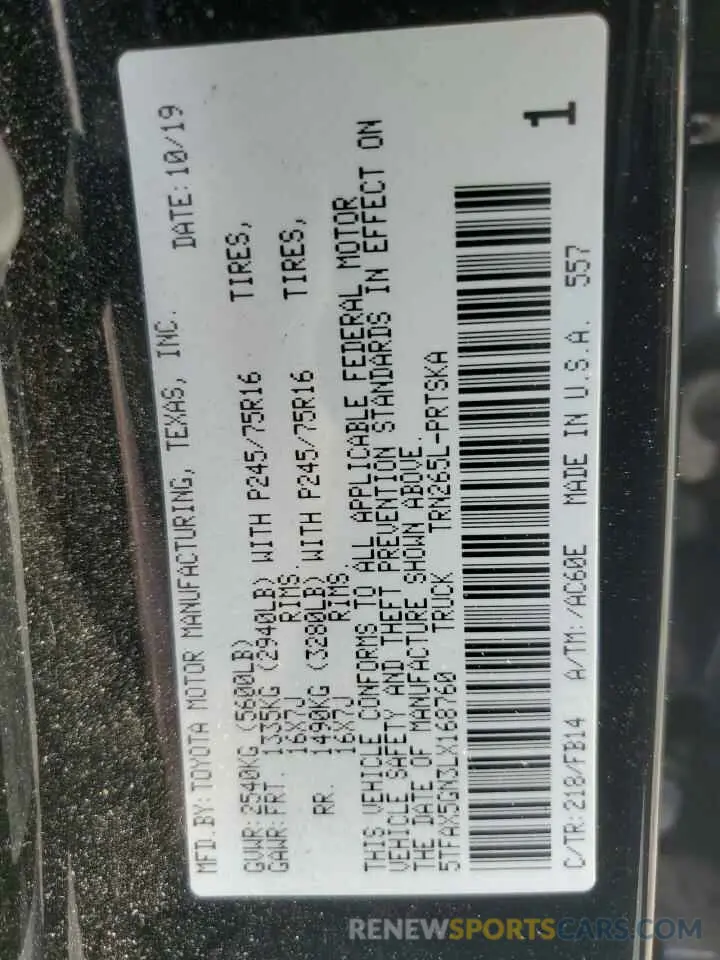 MFD.BY:TOYOTA MOTOR MANUFACTURING, TEXAS, INC. DATE:10/19
GVWR:2540KG (5600LB)
GAWR:FRT. 1335KG (2940LB) WITH P245/75R16 TIRES,
16X7J RIMS.
RR. 1490KG (3280LB) WITH P245/75R16 TIRES,
16X7J RIMS.
THIS VEHICLE CONFORMS TO ALL APPLICABLE FEDERAL MOTOR
VEHICLE SAFETY AND THEFT PREVENTION STANDARDS IN EFFECT ON
THE DATE OF MANUFACTURE SHOWN ABOVE.
5TFAX5GN3LX168760 TRUCK TRN265L-PRTSKA
C/TR:218/FB14 A/TM:/AC60E MADE IN U.S.A. 557
1
RENEWSPORTSCARS.COM